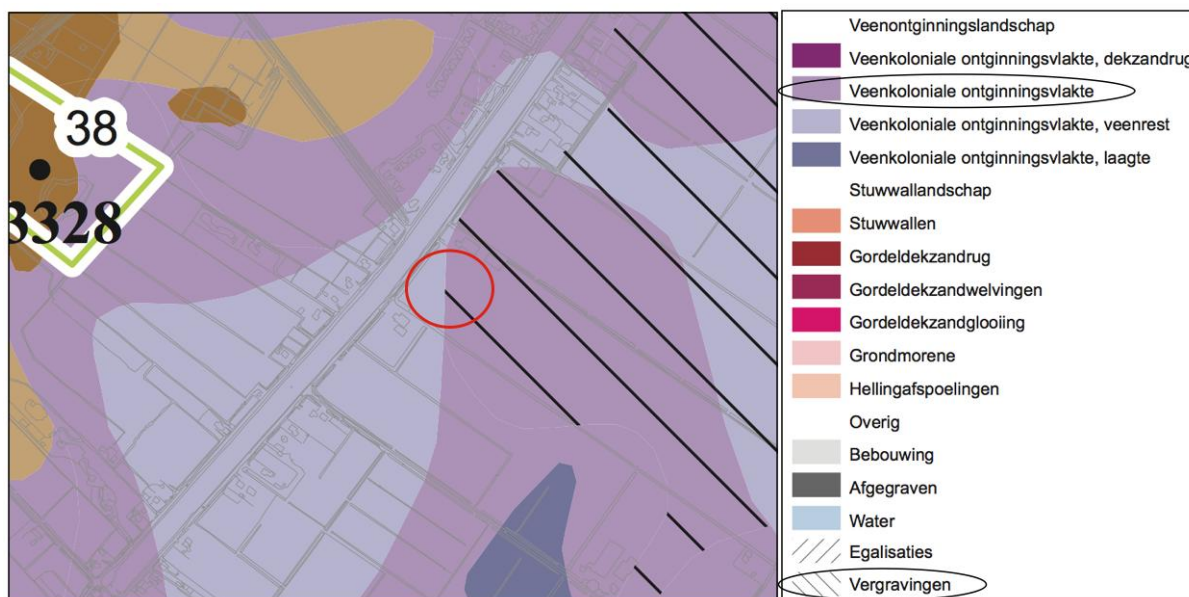 38
3328
Veenontginningslandschap
Veenkoloniale ontginningsvlakte, dekzandrug
Veenkoloniale ontginningsvlakte
Veenkoloniale ontginningsvlakte, veenrest
Veenkoloniale ontginningsvlakte, laagte
Stuwwallandschap
Stuwwallen
Gordeldekzandrug
Gordeldekzandwelvingen
Gordeldekzandglooiing
Grondmorene
Hellingafspoelingen
Overig
Bebouwing
Afgegraven
Water
Egalisaties
Vergravingen